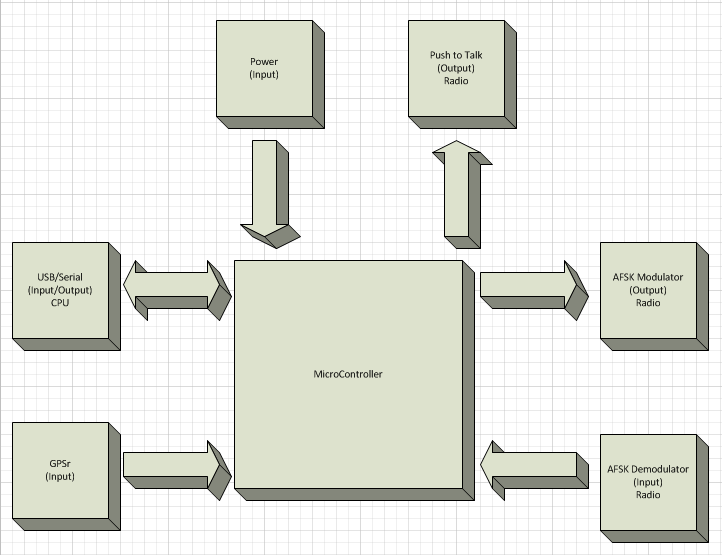 Power
(Input)
Push to Talk
(Output)
Radio
USB/Serial
(Input/Output)
CPU
AFSK Modulator
(Output)
Radio
MicroController
GPSr
(Input)
AFSK Demodulator
(Input)
Radio